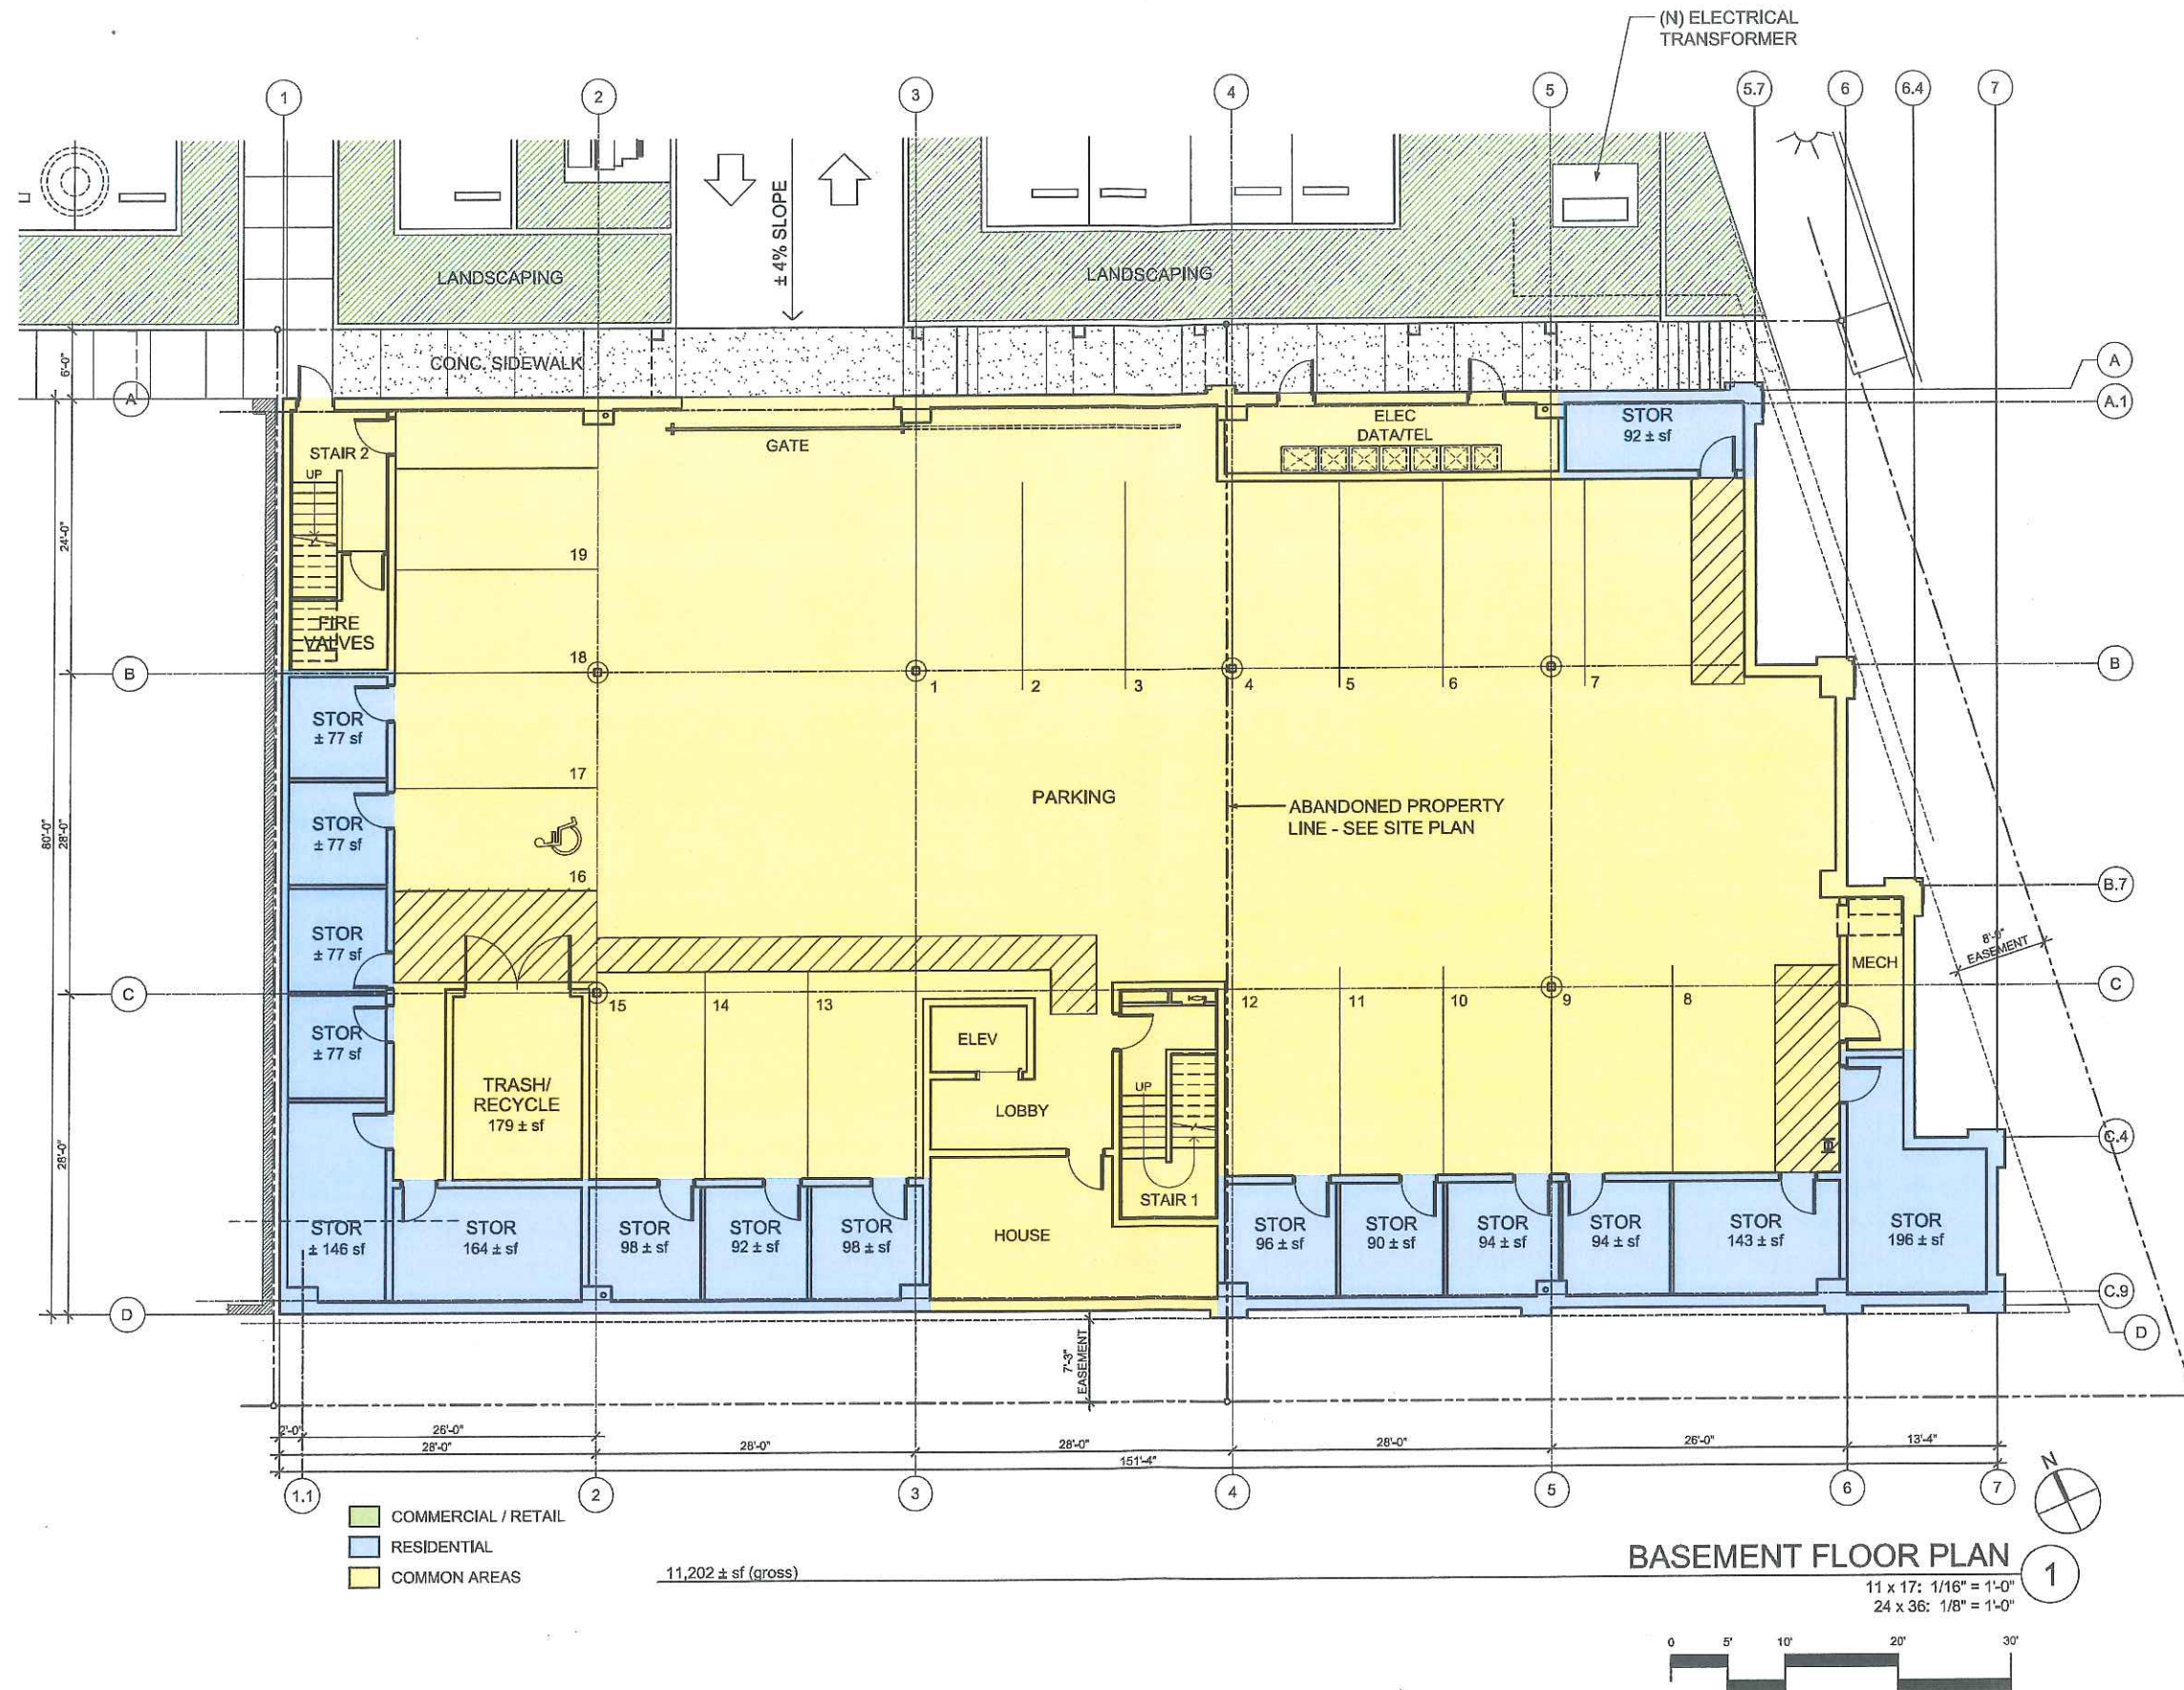 (N) ELECTRICAL
TRANSFORMER
1
2
3
4
5
5.7
6
6.4
7
± 4% SLOPE
LANDSCAPING
LANDSCAPING
CONC. SIDEWALK
6'-0"
A
A
A.1
STAIR 2
UP
GATE
ELEC
DATA/TEL
STOR
92 ± sf
24'-0"
19
FIRE
VALVES
18
B
B
1
2
3
4
5
6
7
STOR
± 77 sf
17
PARKING
ABANDONED PROPERTY
LINE - SEE SITE PLAN
STOR
± 77 sf
80'-0"
28'-0"
16
B.7
STOR
± 77 sf
8'-0"
EASEMENT
MECH
C
C
15
14
13
12
11
10
9
8
STOR
± 77 sf
ELEV
TRASH/
RECYCLE
179 ± sf
LOBBY
UP
28'-0"
C.4
STAIR 1
STOR
± 146 sf
STOR
164 ± sf
STOR
98 ± sf
STOR
92 ± sf
STOR
98 ± sf
HOUSE
STOR
96 ± sf
STOR
90 ± sf
STOR
94 ± sf
STOR
94 ± sf
STOR
143 ± sf
STOR
196 ± sf
C.9
D
D
7'-3"
EASEMENT
2'-0"
26'-0"
28'-0"
28'-0"
28'-0"
28'-0"
26'-0"
13'-4"
151'-4"
1.1
2
3
4
5
6
7
N
COMMERCIAL / RETAIL
RESIDENTIAL
COMMON AREAS
11,202 ± sf (gross)
BASEMENT FLOOR PLAN
1
11 x 17: 1/16" = 1'-0"
24 x 36: 1/8" = 1'-0"
0
5'
10'
20'
30'